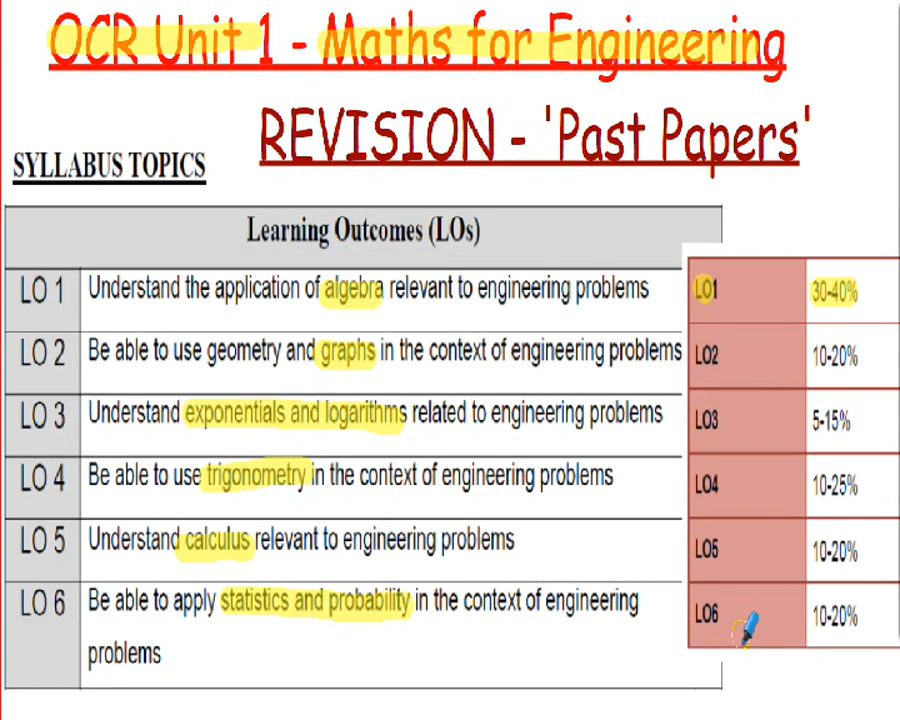 OCR Unit 1 - Maths for Engineering
REVISION - 'Past Papers'
SYLLABUS TOPICS
Learning Outcomes (LOs)
LO 1 Understand the application of algebra relevant to engineering problems LO1 30-40%
LO 2 Be able to use geometry and graphs in the context of engineering problems LO2 10-20%
LO 3 Understand exponentials and logarithms related to engineering problems LO3 5-15%
LO 4 Be able to use trigonometry in the context of engineering problems LO4 10-25%
LO 5 Understand calculus relevant to engineering problems LO5 10-20%
LO 6 Be able to apply statistics and probability in the context of engineering LO6 10-20%
problems